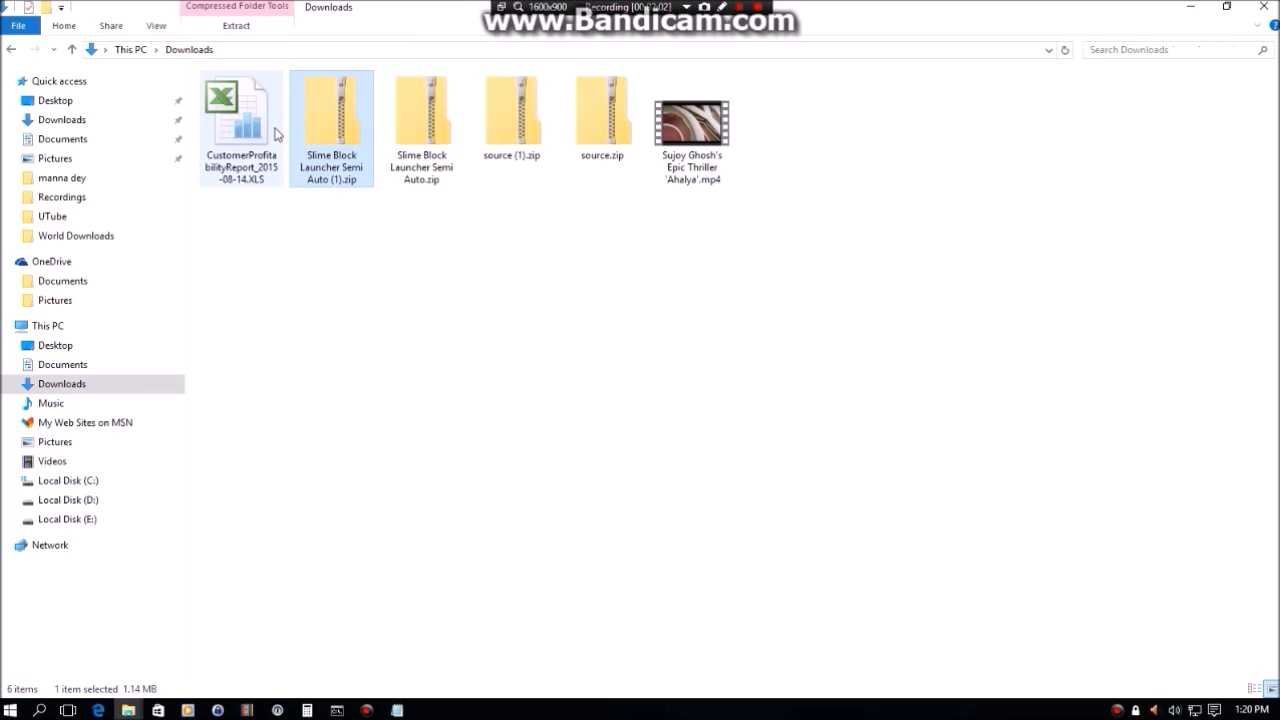 Compressed Folder Tools
Downloads
1600x900
Recording [00:02:02]
www.Bandicam.com
File
Home
Share
View
Extract
This PC
Downloads
Search Downloads
Quick access
Desktop
Downloads
Documents
Pictures
manna dey
Recordings
UTube
World Downloads
OneDrive
Documents
Pictures
This PC
Desktop
Documents
Downloads
Music
My Web Sites on MSN
Pictures
Videos
Local Disk (C:)
Local Disk (D:)
Local Disk (E:)
Network
CustomerProfita
bilityReport_2015
-08-14.XLS
Slime Block
Launcher Semi
Auto (1).zip
Slime Block
Launcher Semi
Auto.zip
source (1).zip
source.zip
Sujoy Ghosh's
Epic Thriller
'Ahalya'.mp4
6 items
1 item selected 1.14 MB
1:20 PM